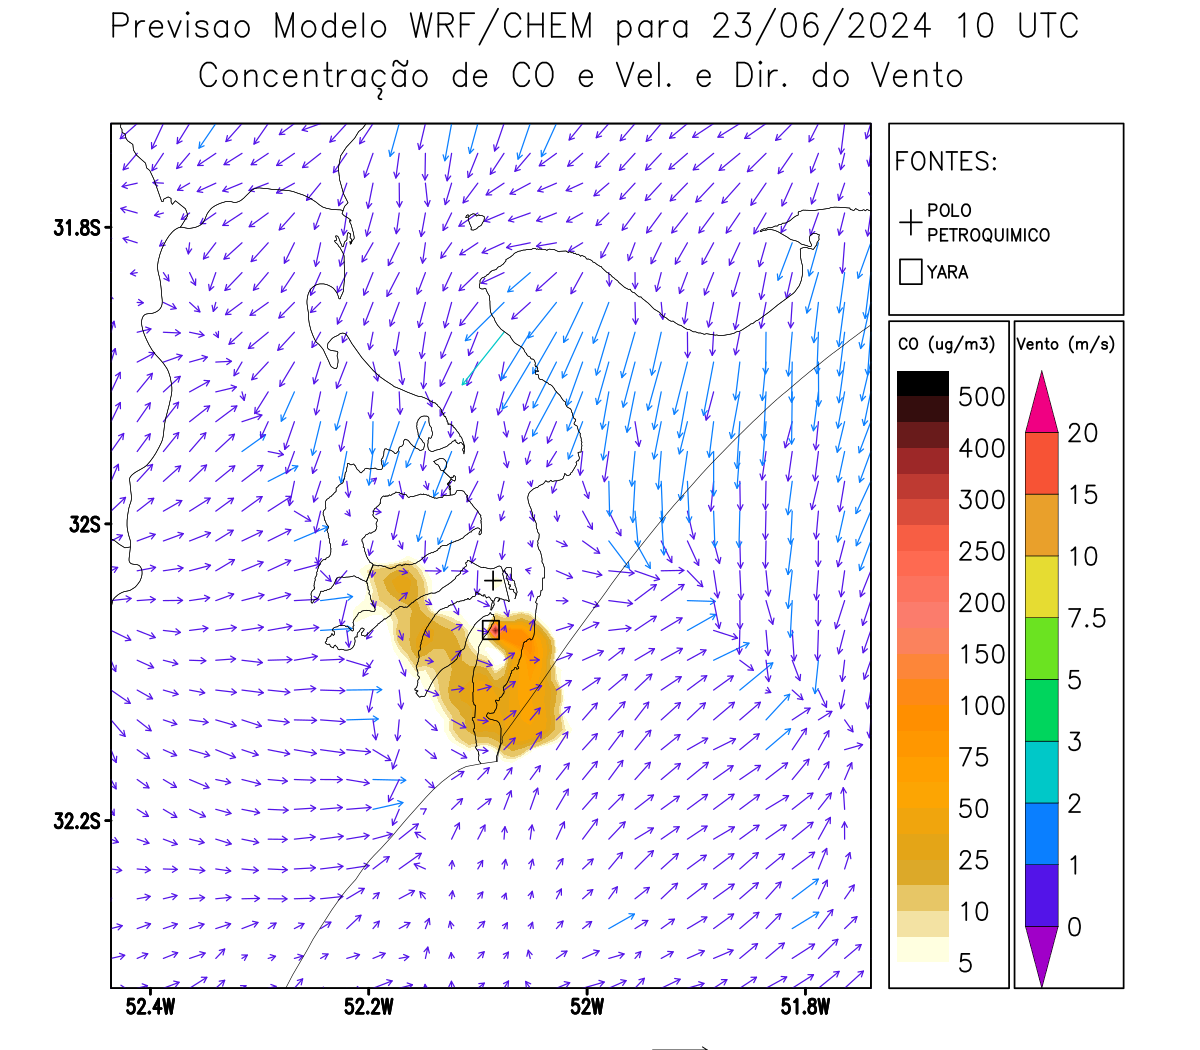 Previsao Modelo WRF/CHEM para 23/06/2024 10 UTC
Concentração de CO e Vel. e Dir. do Vento
FONTES:
POLO
PETROQUIMICO
YARA
CO (ug/m3)
500
400
300
250
200
150
100
75
50
25
10
5
Vento (m/s)
20
15
10
7.5
5
3
2
1
0
31.8S
32S
32.2S
52.4W
52.2W
52W
51.8W